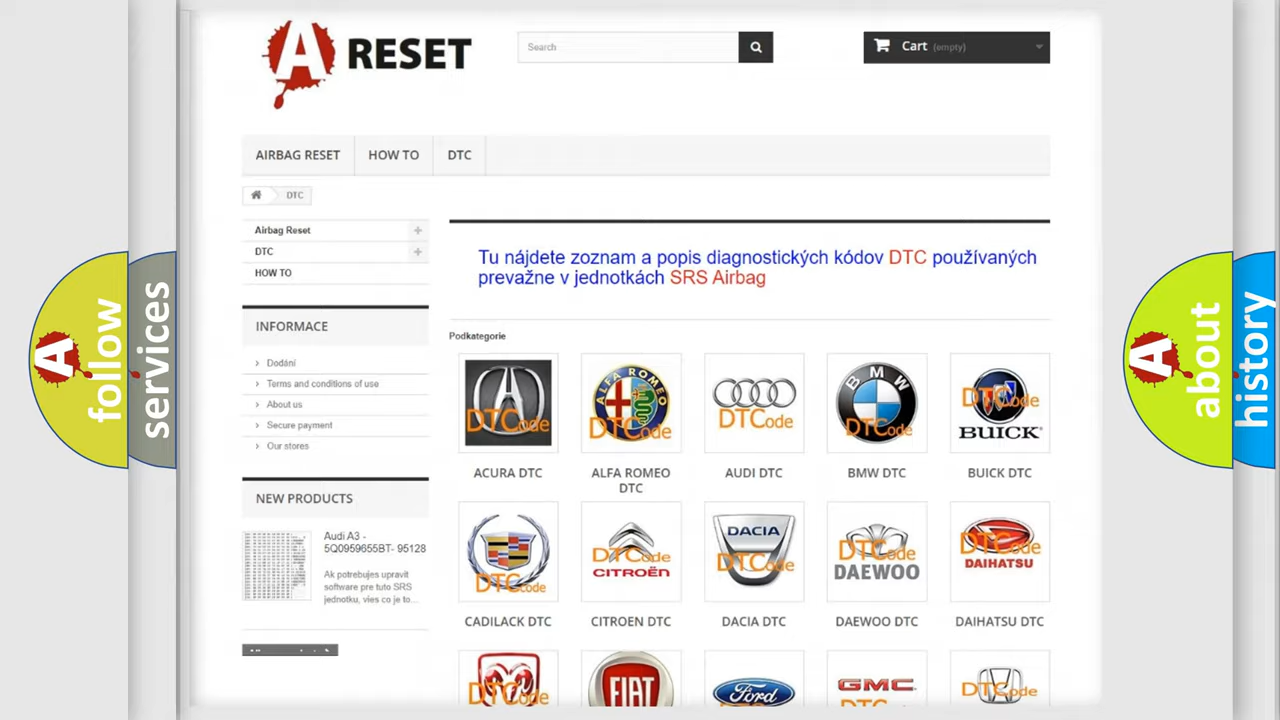 A RESET
Search
Cart (empty)
AIRBAG RESET
HOW TO
DTC
DTC
Airbag Reset
DTC
HOW TO
INFORMACE
Dodání
Terms and conditions of use
About us
Secure payment
Our stores
NEW PRODUCTS
Audi A3 -
5Q0959655BT- 95128
Ak potrebujes upravit
software pre tuto SRS
jednotku, vies co je to...
Tu nájdete zoznam a popis diagnostických kódov DTC používaných
prevažne v jednotkách SRS Airbag
Podkategorie
DTCode
ALFA ROMEO
DTCode
DTCode
BMW
DTCode
DTCode
BUICK
ACURA DTC
ALFA ROMEO
DTC
AUDI DTC
BMW DTC
BUICK DTC
DTCode
DTCode
CITROËN
DACIA
DTCode
DTCode
DAEWOO
DTCode
DAIHATSU
CADILACK DTC
CITROEN DTC
DACIA DTC
DAEWOO DTC
DAIHATSU DTC
DTCode
FIAT
Ford
GMC
DTCode
A follow
services
A about
history